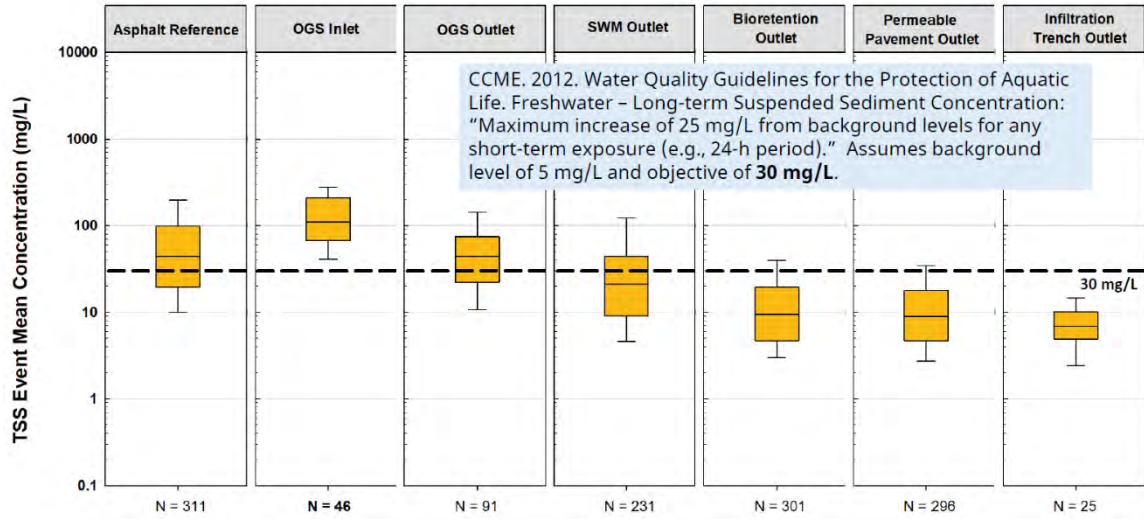 Asphalt Reference
OGS Inlet
OGS Outlet
SWM Outlet
Bioretention
Outlet
Permeable
Pavement Outlet
Infiltration
Trench Outlet
TSS Event Mean Concentration (mg/L)
10000
1000
100
10
1
0.1
CCME. 2012. Water Quality Guidelines for the Protection of Aquatic
Life. Freshwater – Long-term Suspended Sediment Concentration:
“Maximum increase of 25 mg/L from background levels for any
short-term exposure (e.g., 24-h period).” Assumes background
level of 5 mg/L and objective of 30 mg/L.
30 mg/L
N = 311
N = 46
N = 91
N = 231
N = 301
N = 296
N = 25